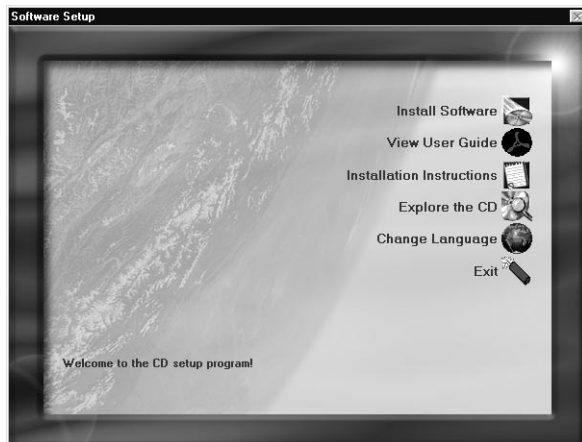 Software Setup
Install Software
View User Guide
Installation Instructions
Explore the CD
Change Language
Exit
Welcome to the CD setup program!